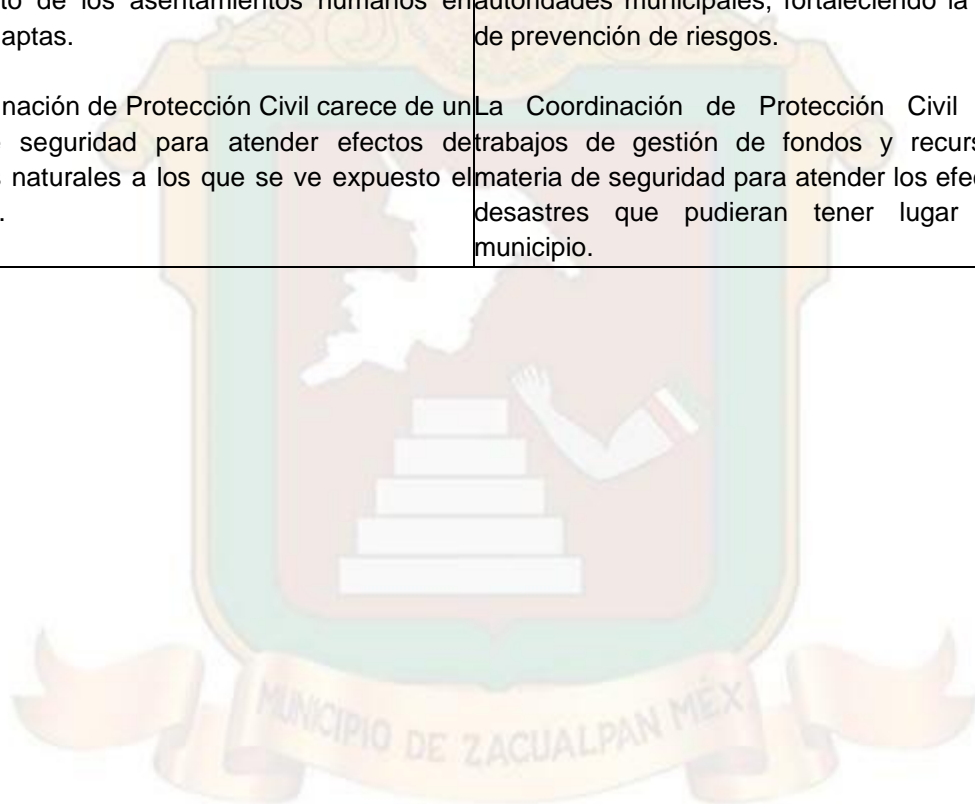 to de los asentamientos humanos en
aptas.
nación de Protección Civil carece de un
seguridad para atender efectos de
naturales a los que se ve expuesto el
.
autoridades municipales, fortaleciendo la
de prevención de riesgos.
La Coordinación de Protección Civil
trabajos de gestión de fondos y recurs
materia de seguridad para atender los efec
desastres que pudieran tener lugar
municipio.
MUNICIPIO DE ZACUALPAN MÉX